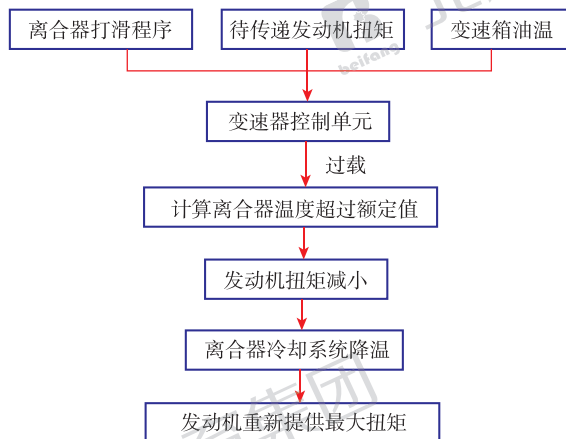 离合器打滑程序
待传递发动机扭矩
变速箱油温
变速器控制单元
过载
计算离合器温度超过额定值
发动机扭矩减小
离合器冷却系统降温
发动机重新提供最大扭矩
beifang
集团